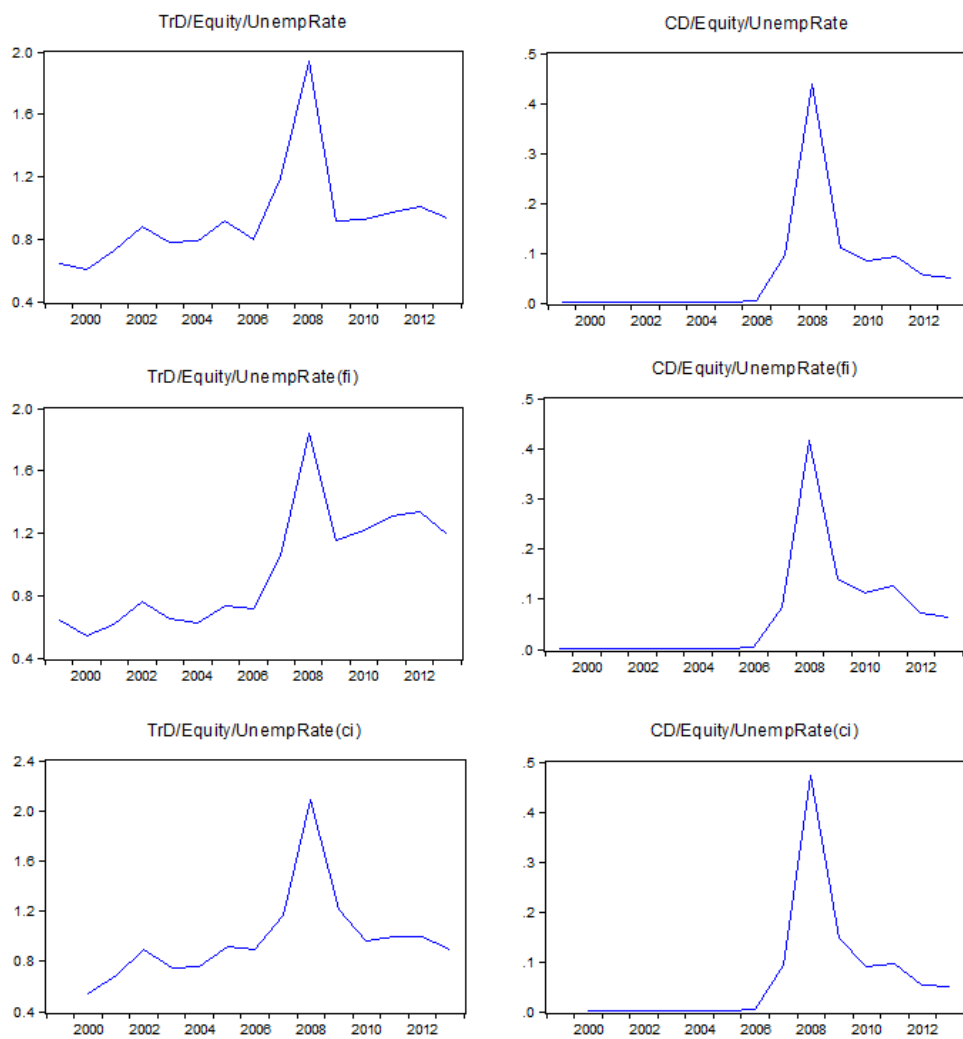 TrD/Equity/UnempRate
2.0
1.6
1.2
0.8
0.4
2000 2002 2004 2006 2008 2010 2012
CD/Equity/UnempRate
.5
.4
.3
.2
.1
.0
2000 2002 2004 2006 2008 2010 2012
TrD/Equity/UnempRate(fi)
2.0
1.6
1.2
0.8
0.4
2000 2002 2004 2006 2008 2010 2012
CD/Equity/UnempRate(fi)
.5
.4
.3
.2
.1
.0
2000 2002 2004 2006 2008 2010 2012
TrD/Equity/UnempRate(ci)
2.4
2.0
1.6
1.2
0.8
0.4
2000 2002 2004 2006 2008 2010 2012
CD/Equity/UnempRate(ci)
.5
.4
.3
.2
.1
.0
2000 2002 2004 2006 2008 2010 2012